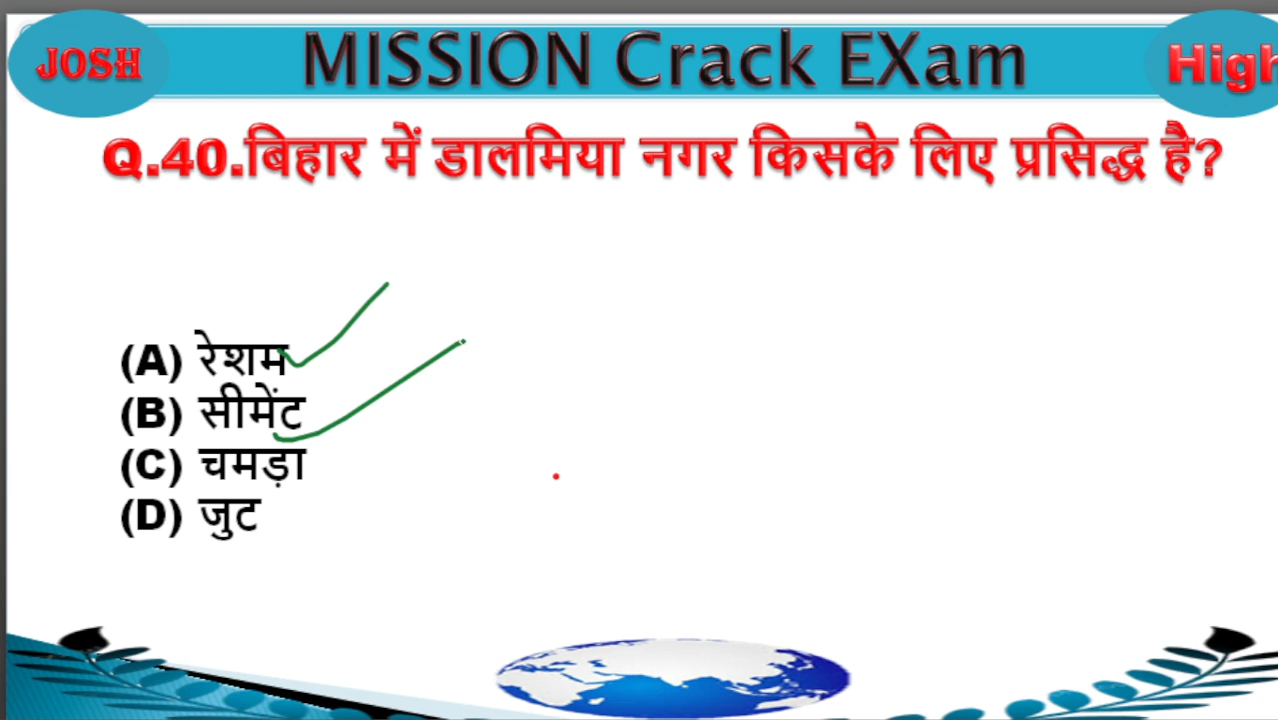 JOSH
MISSION Crack EXam
High
Q.40.बिहार में डालमिया नगर किसके लिए प्रसिद्ध है?
(A) रेशम
(B) सीमेंट
(C) चमड़ा
(D) जुट